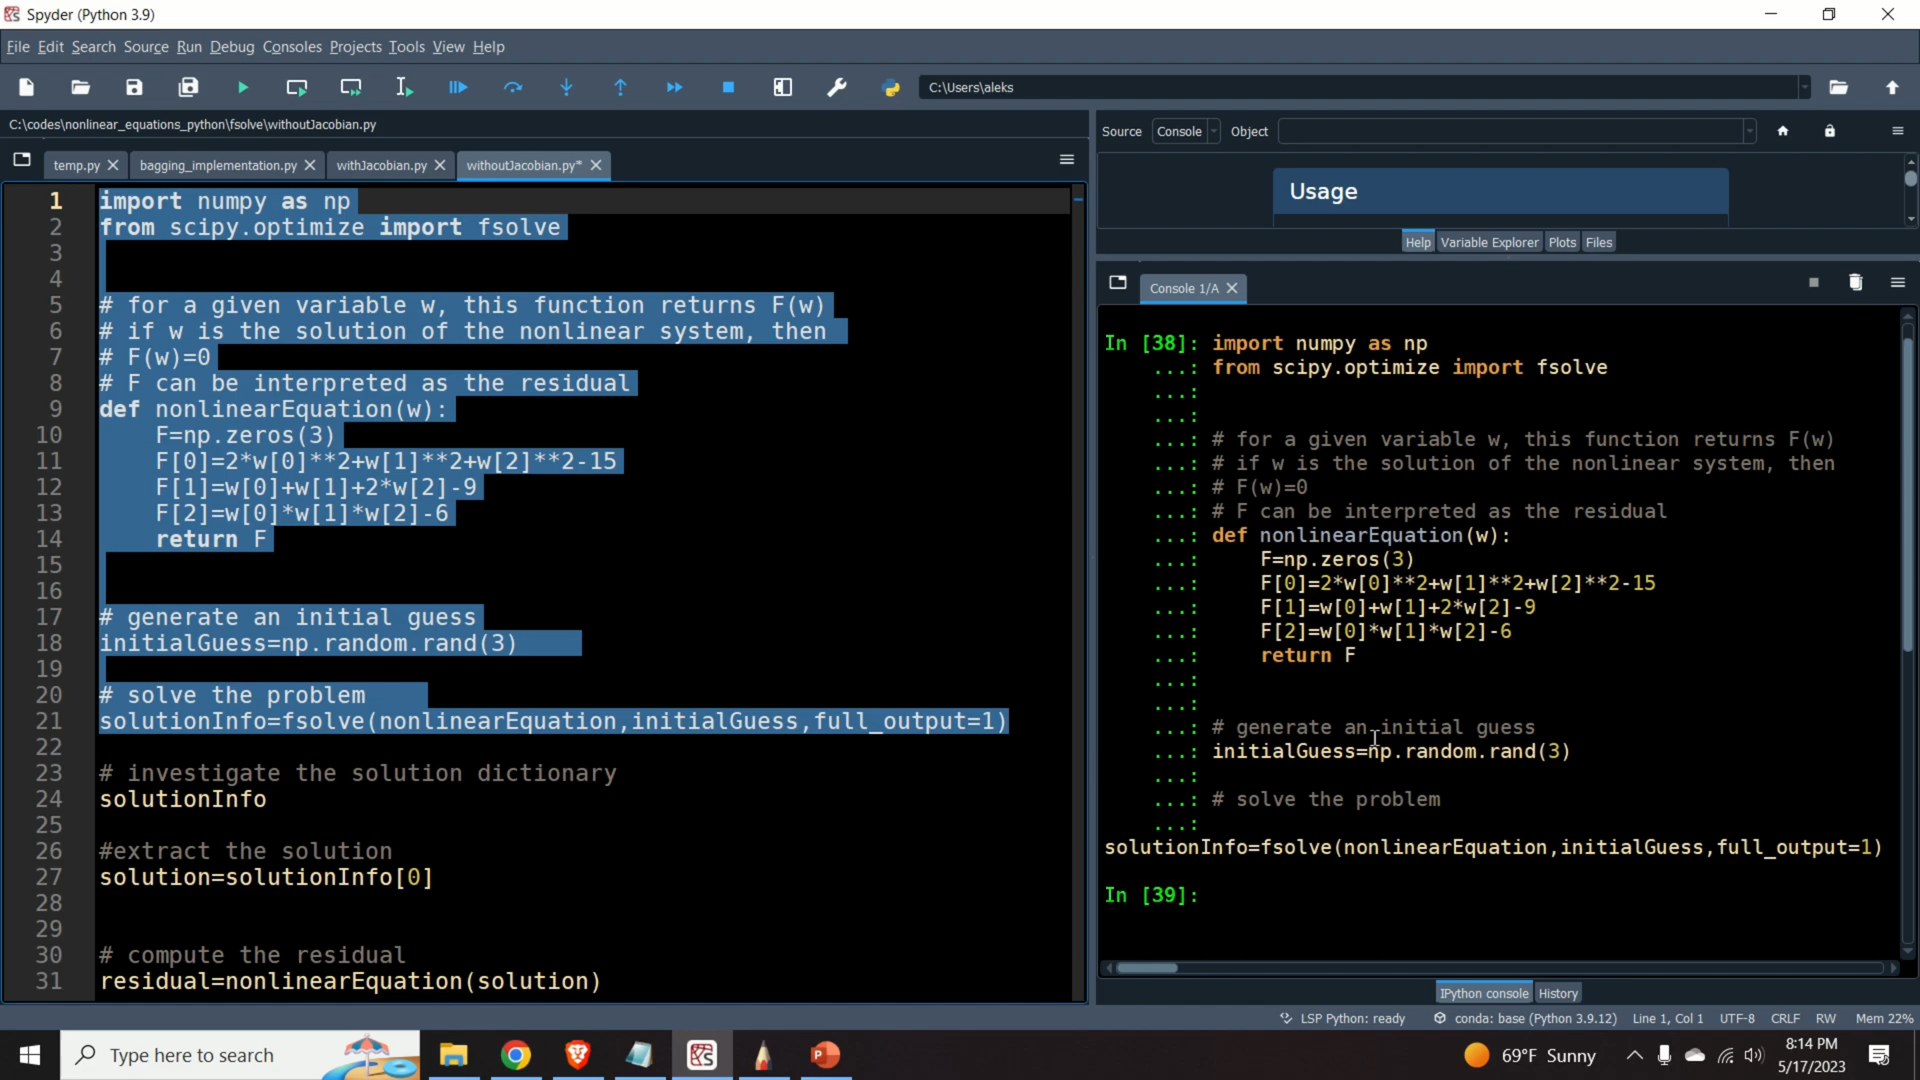 Spyder (Python 3.9)
File Edit Search Source Run Debug Consoles Projects Tools View Help
C:\Users\aleks
C:\codes\nonlinear_equations_python\fsolve\withoutJacobian.py
temp.py bagging_implementation.py withJacobian.py withoutJacobian.py*
1 import numpy as np
2 from scipy.optimize import fsolve
3
4
5 # for a given variable w, this function returns F(w)
6 # if w is the solution of the nonlinear system, then
7 # F(w)=0
8 # F can be interpreted as the residual
9 def nonlinearEquation(w):
10     F=np.zeros(3)
11     F[0]=2*w[0]**2+w[1]**2+w[2]**2-15
12     F[1]=w[0]+w[1]+2*w[2]-9
13     F[2]=w[0]*w[1]*w[2]-6
14     return F
15
16
17 # generate an initial guess
18 initialGuess=np.random.rand(3)
19
20 # solve the problem
21 solutionInfo=fsolve(nonlinearEquation,initialGuess,full_output=1)
22
23 # investigate the solution dictionary
24 solutionInfo
25
26 #extract the solution
27 solution=solutionInfo[0]
28
29
30 # compute the residual
31 residual=nonlinearEquation(solution)
Source Console Object
Usage
Help Variable Explorer Plots Files
Console 1/A
In [38]: import numpy as np
...: from scipy.optimize import fsolve
...:
...:
...: # for a given variable w, this function returns F(w)
...: # if w is the solution of the nonlinear system, then
...: # F(w)=0
...: # F can be interpreted as the residual
...: def nonlinearEquation(w):
...:     F=np.zeros(3)
...:     F[0]=2*w[0]**2+w[1]**2+w[2]**2-15
...:     F[1]=w[0]+w[1]+2*w[2]-9
...:     F[2]=w[0]*w[1]*w[2]-6
...:     return F
...:
...:
...: # generate an initial guess
...: initialGuess=np.random.rand(3)
...:
...: # solve the problem
...:
solutionInfo=fsolve(nonlinearEquation,initialGuess,full_output=1)
In [39]:
IPython console History
LSP Python: ready conda: base (Python 3.9.12) Line 1, Col 1 UTF-8 CRLF RW Mem 22%
Type here to search
69°F Sunny
8:14 PM
5/17/2023